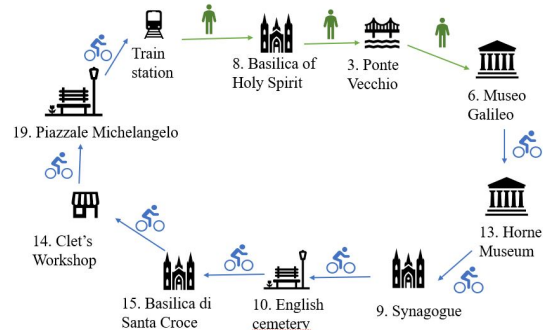 Train
station
8. Basilica of
Holy Spirit
3. Ponte
Vecchio
6. Museo
Galileo
13. Horne
Museum
9. Synagogue
10. English
cemetery
15. Basilica di
Santa Croce
14. Clet's
Workshop
19. Piazzale Michelangelo